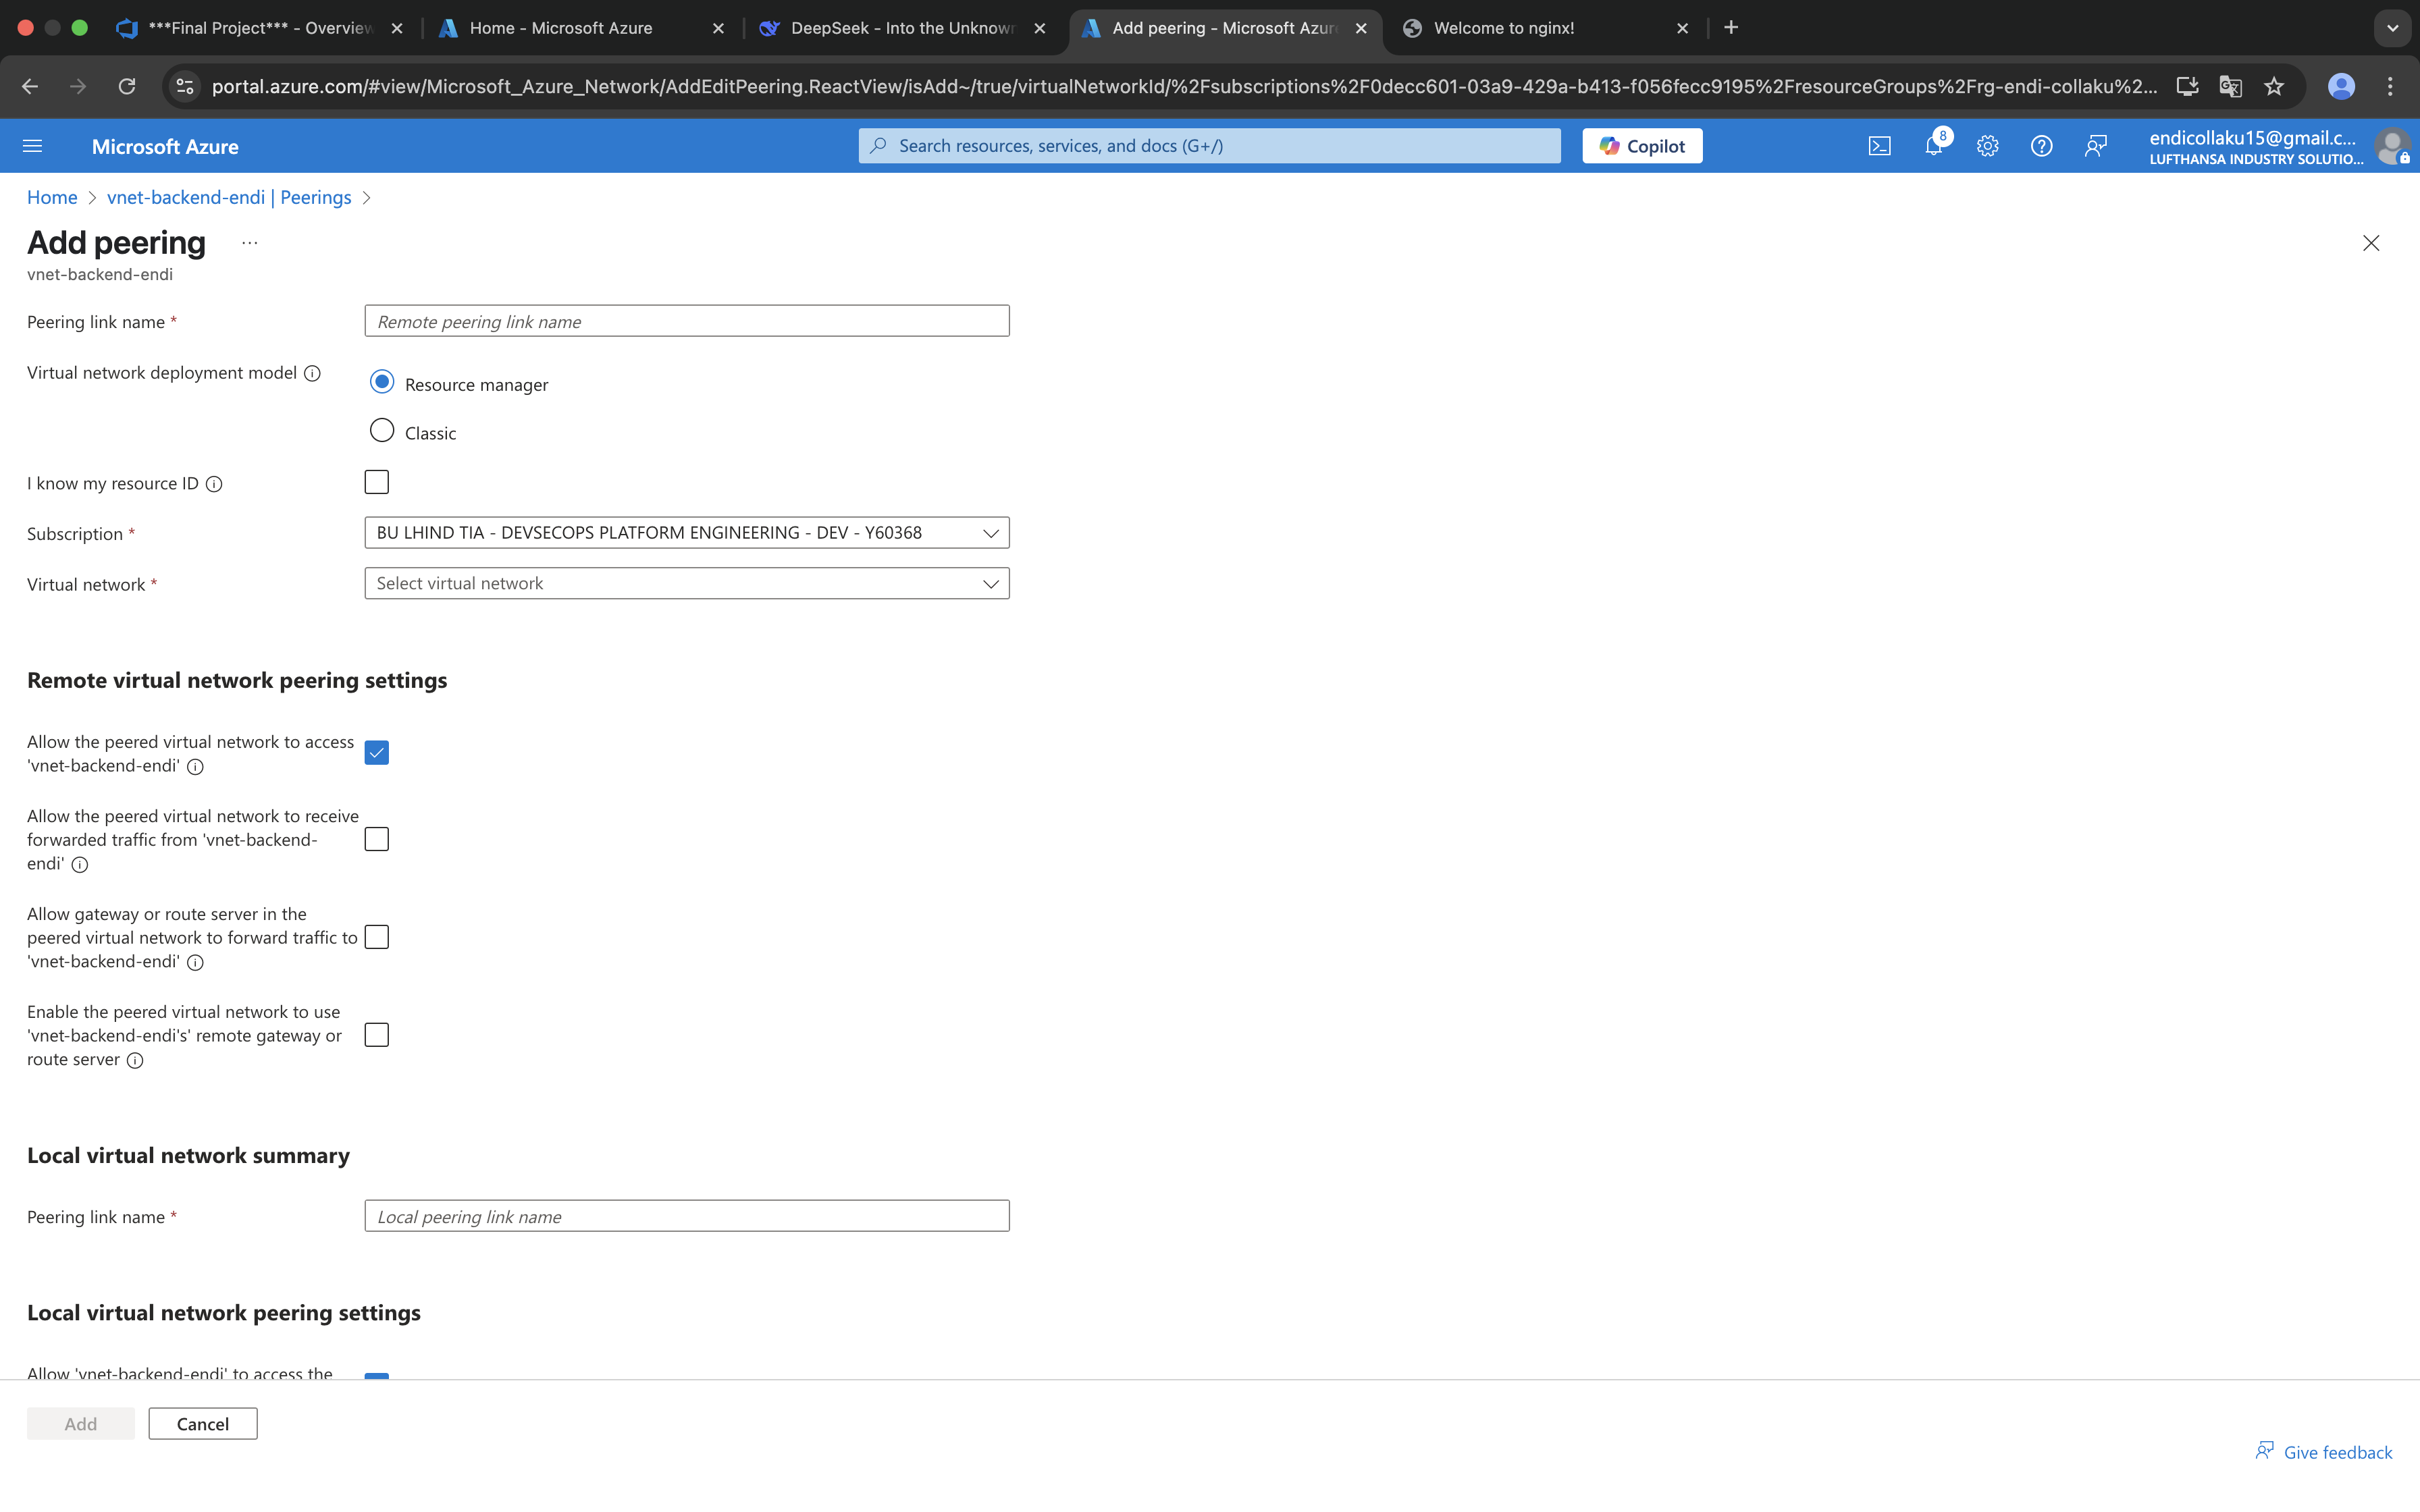 ***Final Project*** - Overview
Home - Microsoft Azure
DeepSeek - Into the Unknown
Add peering - Microsoft Azur
Welcome to nginx!
portal.azure.com/#view/Microsoft_Azure_Network/AddEditPeering.ReactView/isAdd~/true/virtualNetworkId/%2Fsubscriptions%2F0decc601-03a9-429a-b413-f056fecc9195%2FresourceGroups%2Frg-endi-collaku%2...
Microsoft Azure
Search resources, services, and docs (G+/)
Copilot
8
endicollaku15@gmail.c...
LUFTHANSA INDUSTRY SOLUTIO...
Home > vnet-backend-endi | Peerings >
Add peering ...
vnet-backend-endi
Peering link name *
Remote peering link name
Virtual network deployment model
Resource manager
Classic
I know my resource ID
Subscription *
BU LHIND TIA - DEVSECOPS PLATFORM ENGINEERING - DEV - Y60368
Virtual network *
Select virtual network
Remote virtual network peering settings
Allow the peered virtual network to access
'vnet-backend-endi'
Allow the peered virtual network to receive
forwarded traffic from 'vnet-backend-
endi'
Allow gateway or route server in the
peered virtual network to forward traffic to
'vnet-backend-endi'
Enable the peered virtual network to use
'vnet-backend-endi's' remote gateway or
route server
Local virtual network summary
Peering link name *
Local peering link name
Local virtual network peering settings
Allow 'vnet-backend-endi' to access the
Add
Cancel
Give feedback